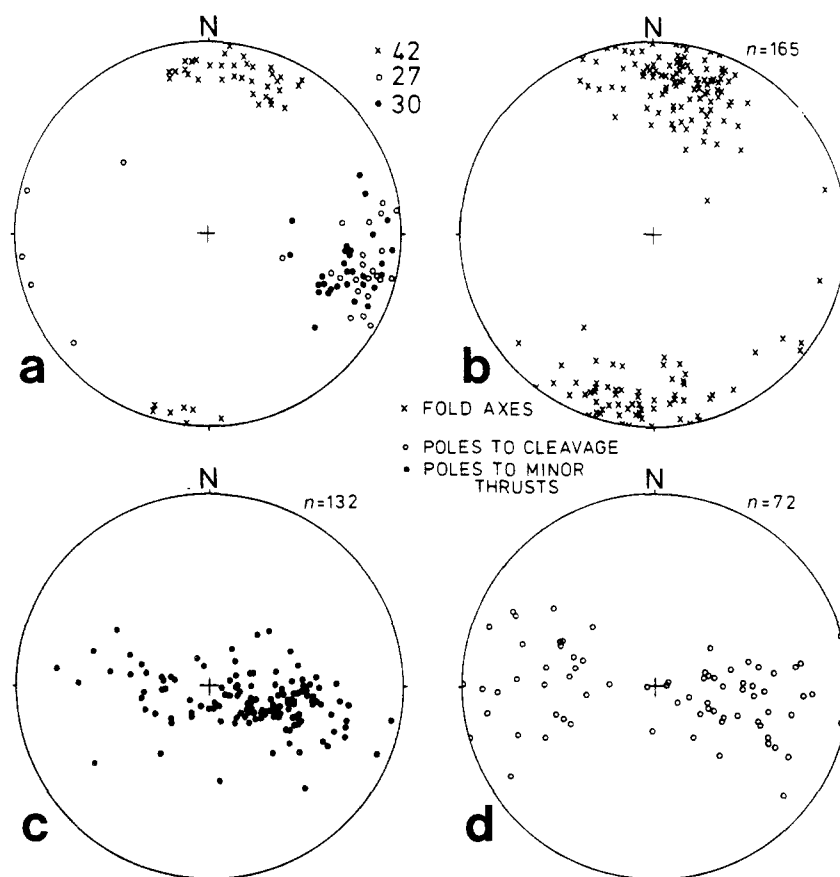 N
× 42
○ 27
• 30
a
N
n=165
b
× FOLD AXES
○ POLES TO CLEAVAGE
• POLES TO MINOR
THRUSTS
N
n=132
c
N
n=72
d